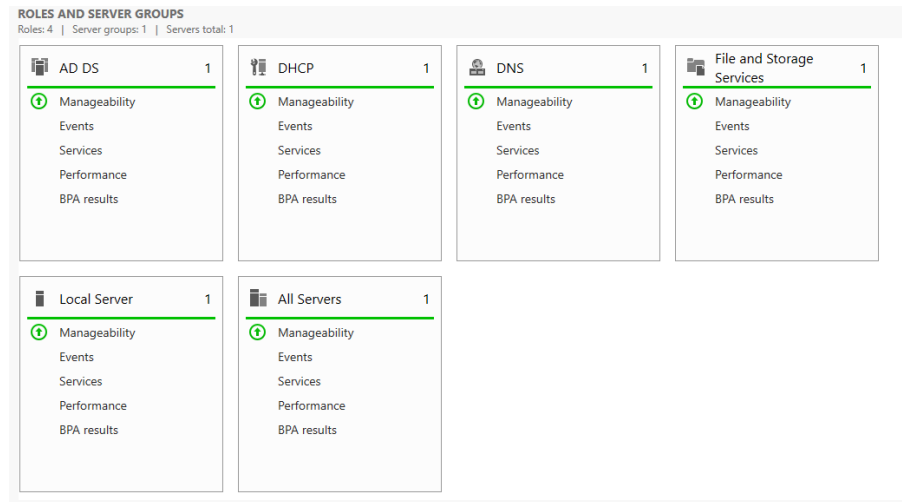 ROLES AND SERVER GROUPS
Roles: 4 | Server groups: 1 | Servers total: 1
AD DS 1
Manageability
Events
Services
Performance
BPA results
DHCP 1
Manageability
Events
Services
Performance
BPA results
DNS 1
Manageability
Events
Services
Performance
BPA results
File and Storage
Services 1
Manageability
Events
Services
Performance
BPA results
Local Server 1
Manageability
Events
Services
Performance
BPA results
All Servers 1
Manageability
Events
Services
Performance
BPA results